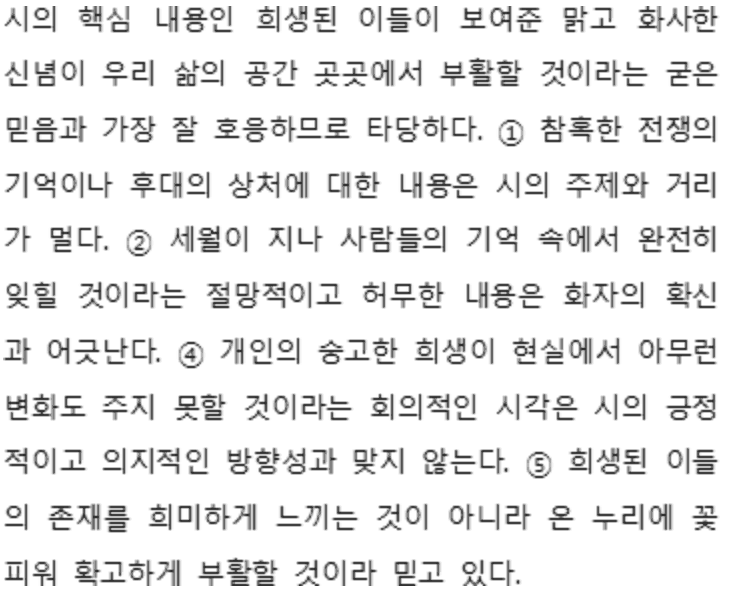 시의 핵심 내용인 희생된 이들이 보여준 맑고 화사한
신념이 우리 삶의 공간 곳곳에서 부활할 것이라는 굳은
믿음과 가장 잘 호응하므로 타당하다. ① 참혹한 전쟁의
기억이나 후대의 상처에 대한 내용은 시의 주제와 거리
가 멀다. ② 세월이 지나 사람들의 기억 속에서 완전히
잊힐 것이라는 절망적이고 허무한 내용은 화자의 확신
과 어긋난다. ④ 개인의 숭고한 희생이 현실에서 아무런
변화도 주지 못할 것이라는 회의적인 시각은 시의 긍정
적이고 의지적인 방향성과 맞지 않는다. ⑤ 희생된 이들
의 존재를 희미하게 느끼는 것이 아니라 온 누리에 꽃
피워 확고하게 부활할 것이라 믿고 있다.